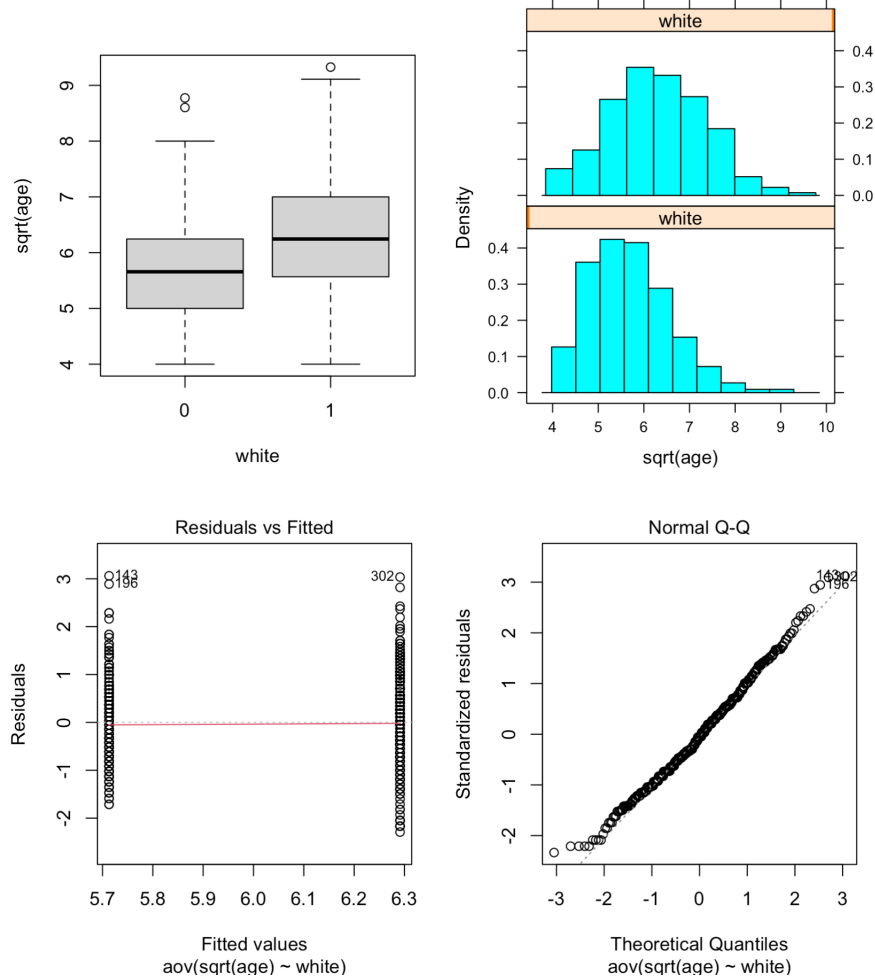 sqrt(age)
9
8
7
6
5
4
0
1
white
white
0.4
0.3
0.2
0.1
0.0
Density
white
0.4
0.3
0.2
0.1
0.0
4 5 6 7 8 9 10
sqrt(age)
Residuals vs Fitted
Residuals
3
2
1
0
-1
-2
143
196
302
5.7 5.8 5.9 6.0 6.1 6.2 6.3
Fitted values
aov(sqrt(age) ~ white)
Normal Q-Q
Standardized residuals
3
2
1
0
-1
-2
143
302
196
-3 -2 -1 0 1 2 3
Theoretical Quantiles
aov(sqrt(age) ~ white)